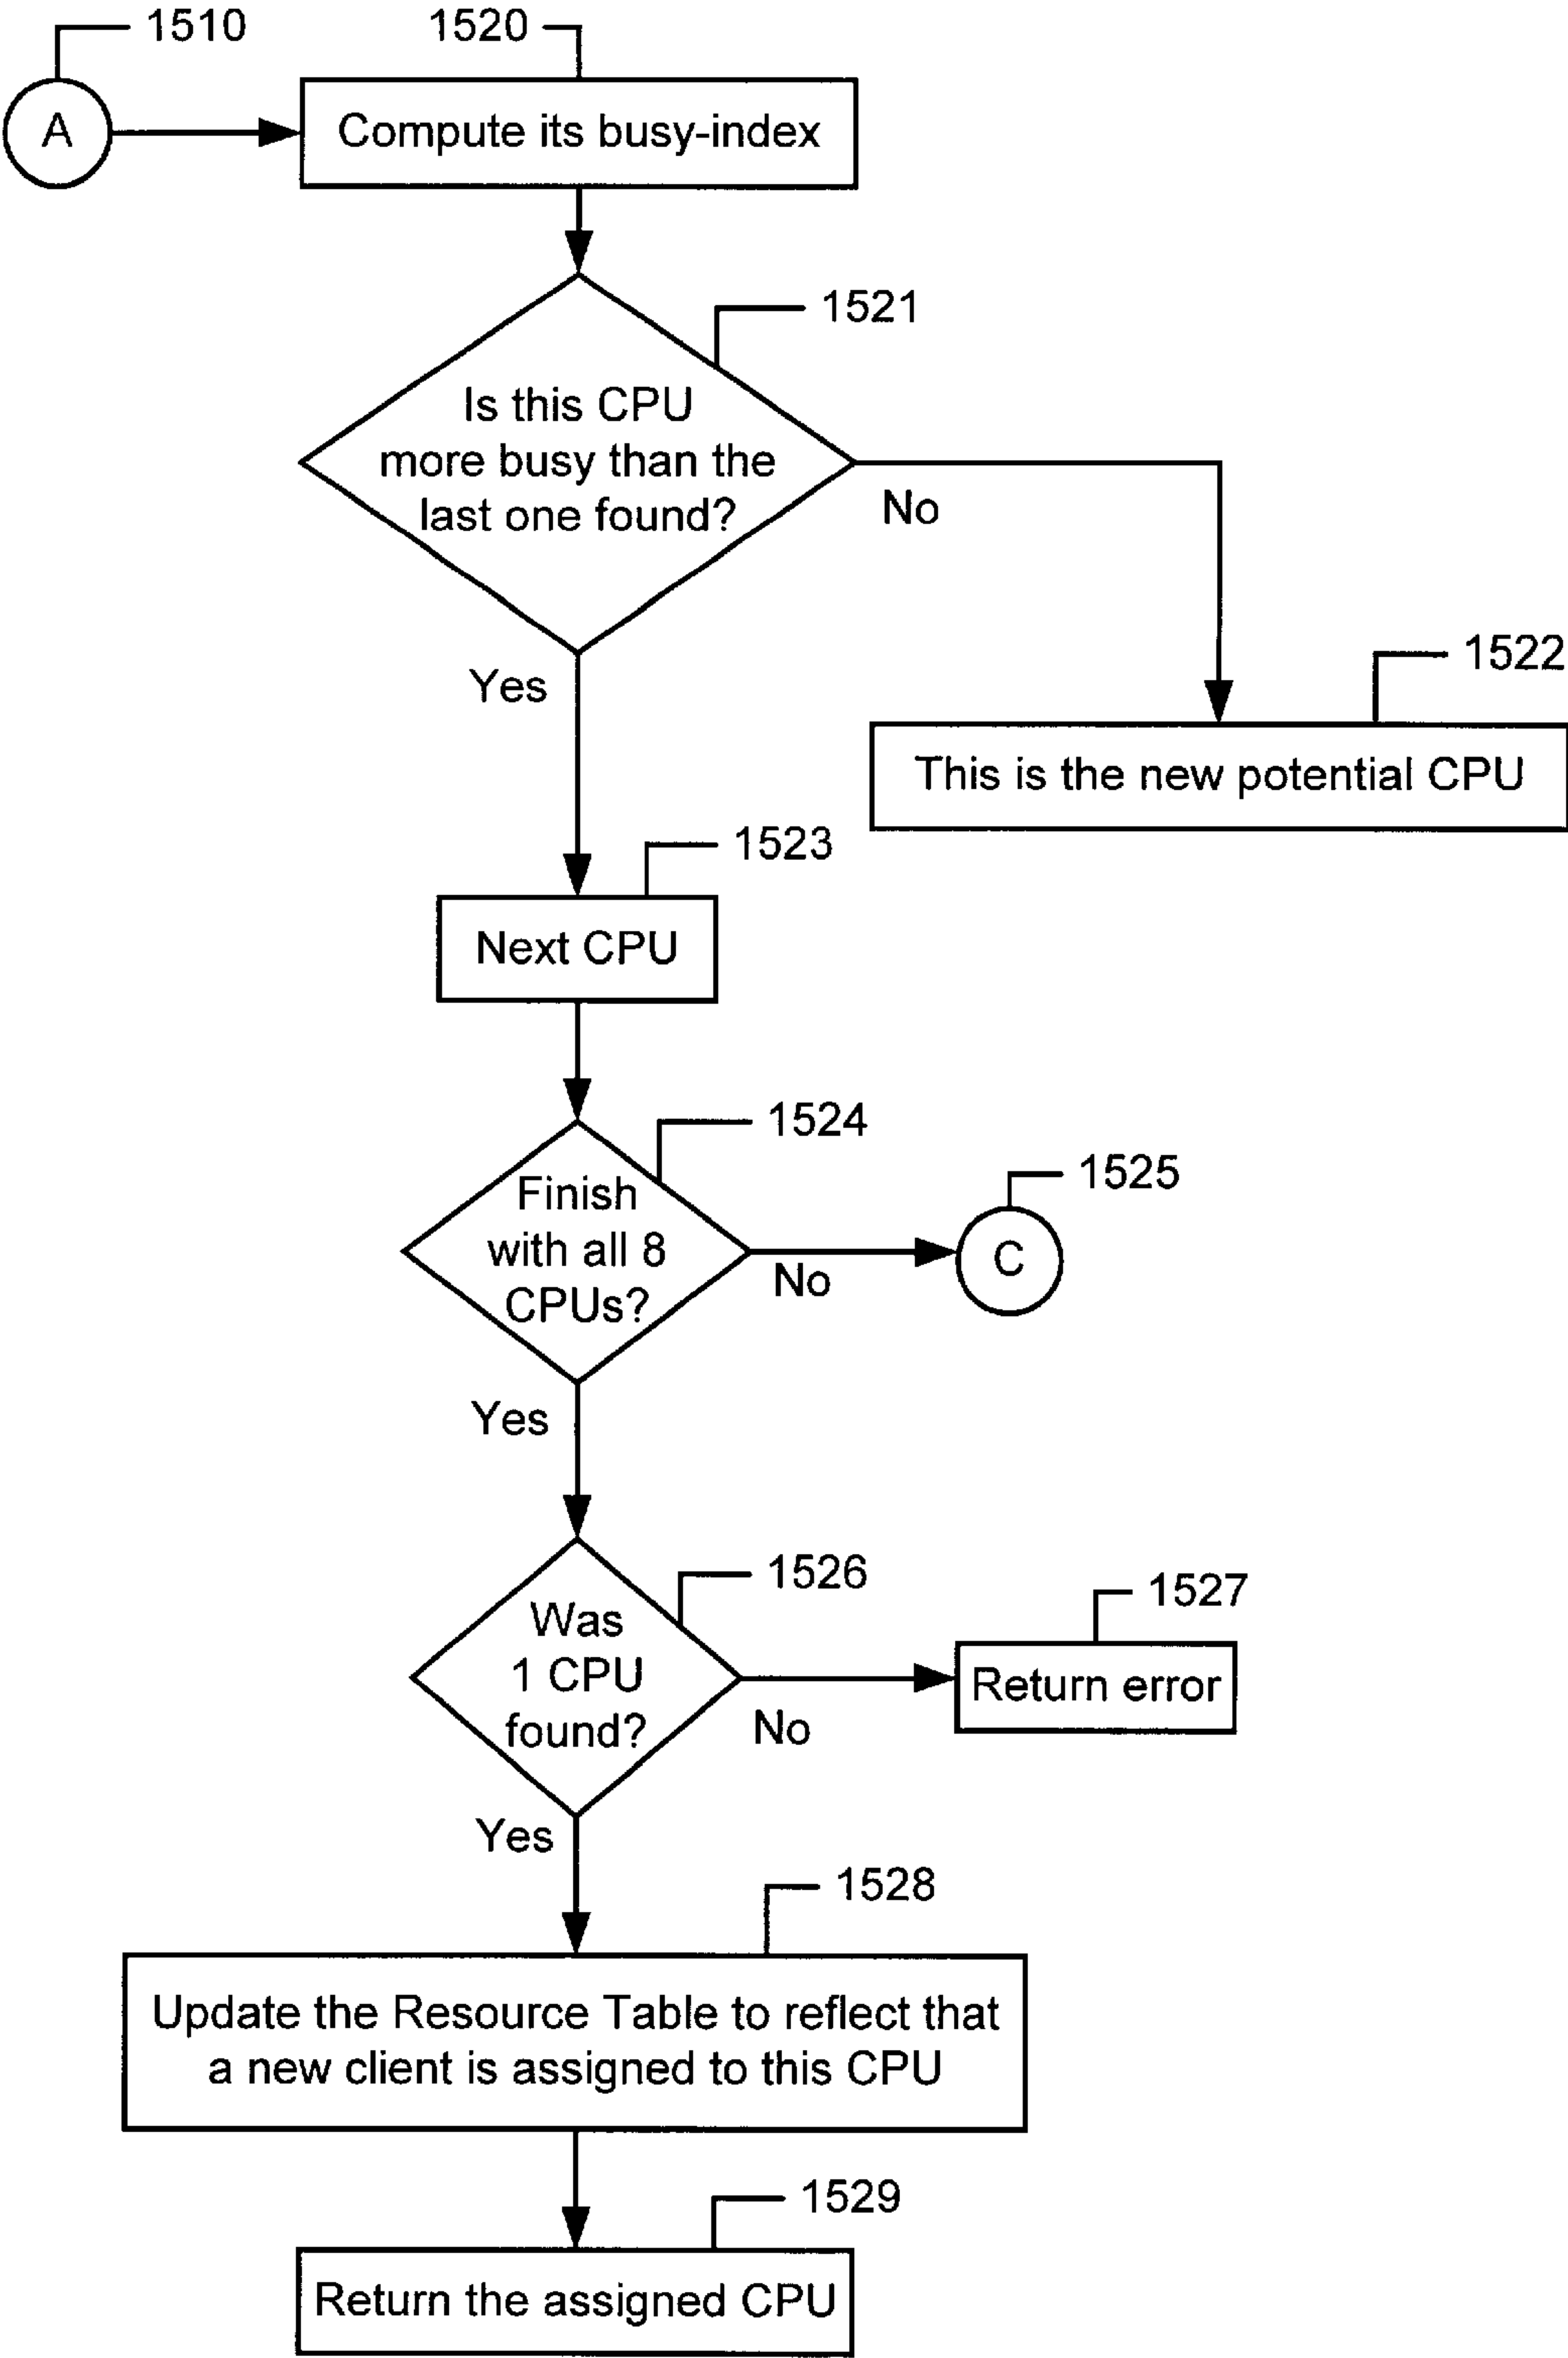 1510
1520
A
Compute its busy-index
1521
Is this CPU
more busy than the
last one found?
No
Yes
1522
This is the new potential CPU
1523
Next CPU
1524
Finish
with all 8
CPUs?
No
1525
C
Yes
1526
Was
1 CPU
found?
No
1527
Return error
Yes
1528
Update the Resource Table to reflect that
a new client is assigned to this CPU
1529
Return the assigned CPU